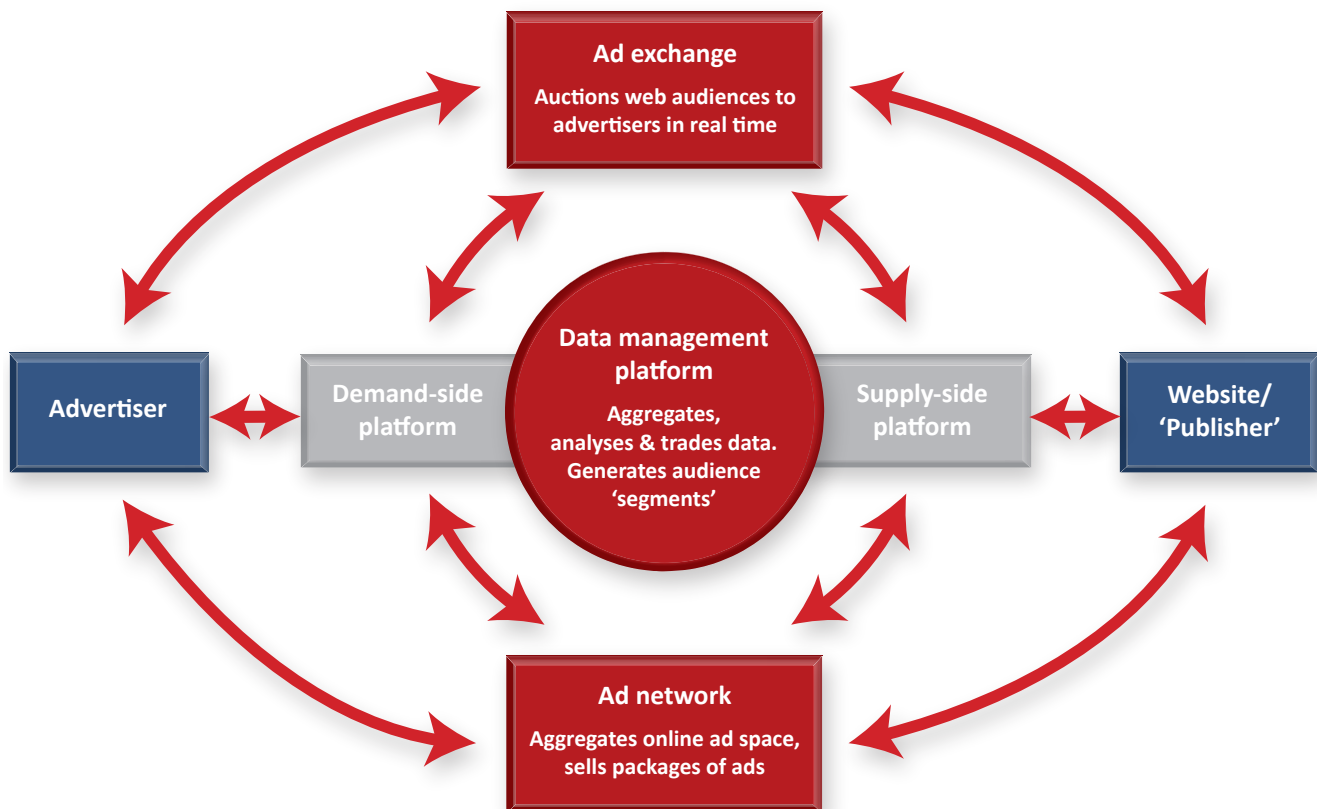 Ad exchange
Auctions web audiences to
advertisers in real time
Advertiser
Demand-side
platform
Data management
platform
Aggregates,
analyses & trades data.
Generates audience
‘segments’
Supply-side
platform
Website/
‘Publisher’
Ad network
Aggregates online ad space,
sells packages of ads